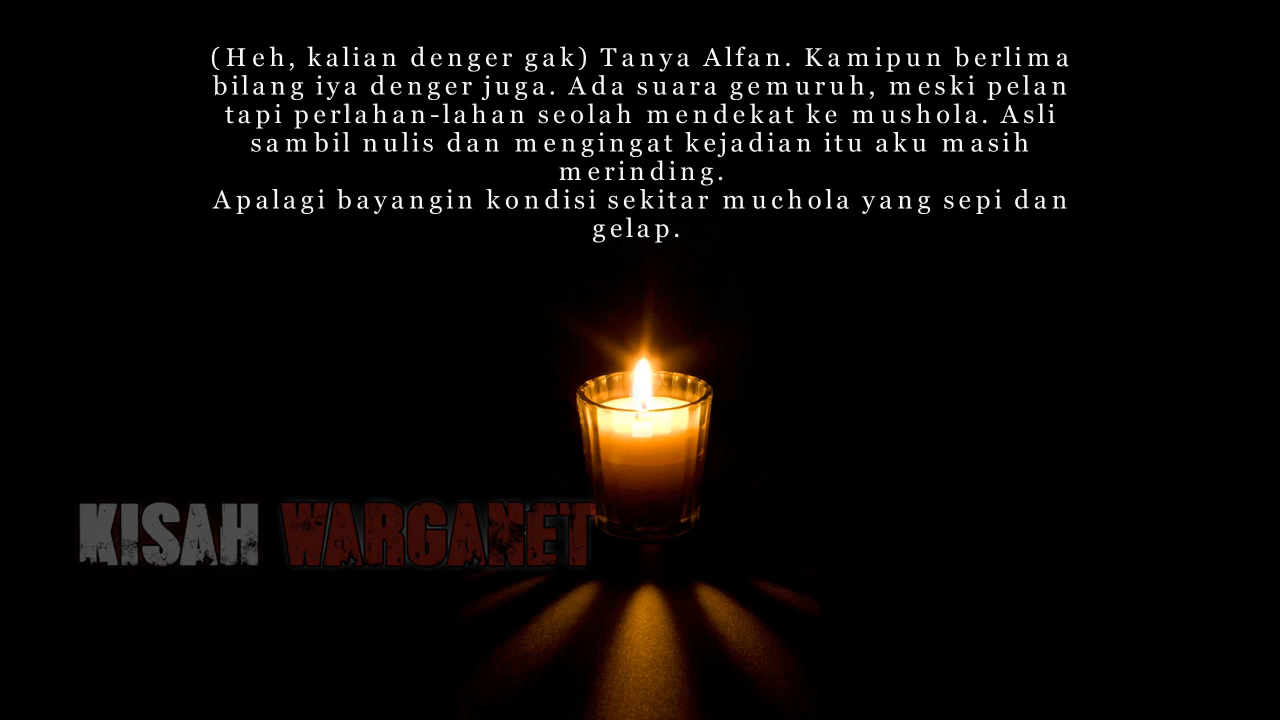 (Heh, kalian denger gak) Tanya Alfan. Kamipun berlima
bilang iya denger juga. Ada suara gemuruh, meski pelan
tapi perlahan-lahan seolah mendekat ke mushola. Asli
sambil nulis dan mengingat kejadian itu aku masih
merinding.
Apalagi bayangin kondisi sekitar muchola yang sepi dan
gelap.
KISAH WARGANET